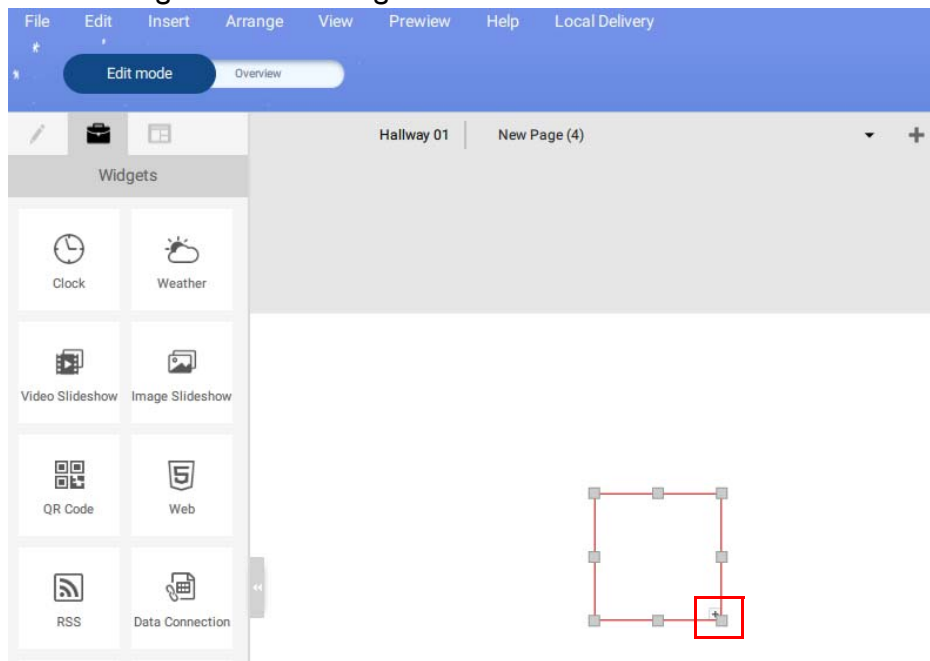 File Edit Insert Arrange View Prewiew Help Local Delivery
Edit mode Overview
Hallway 01 New Page (4)
Widgets
Clock Weather
Video Slideshow Image Slideshow
QR Code Web
RSS Data Connection